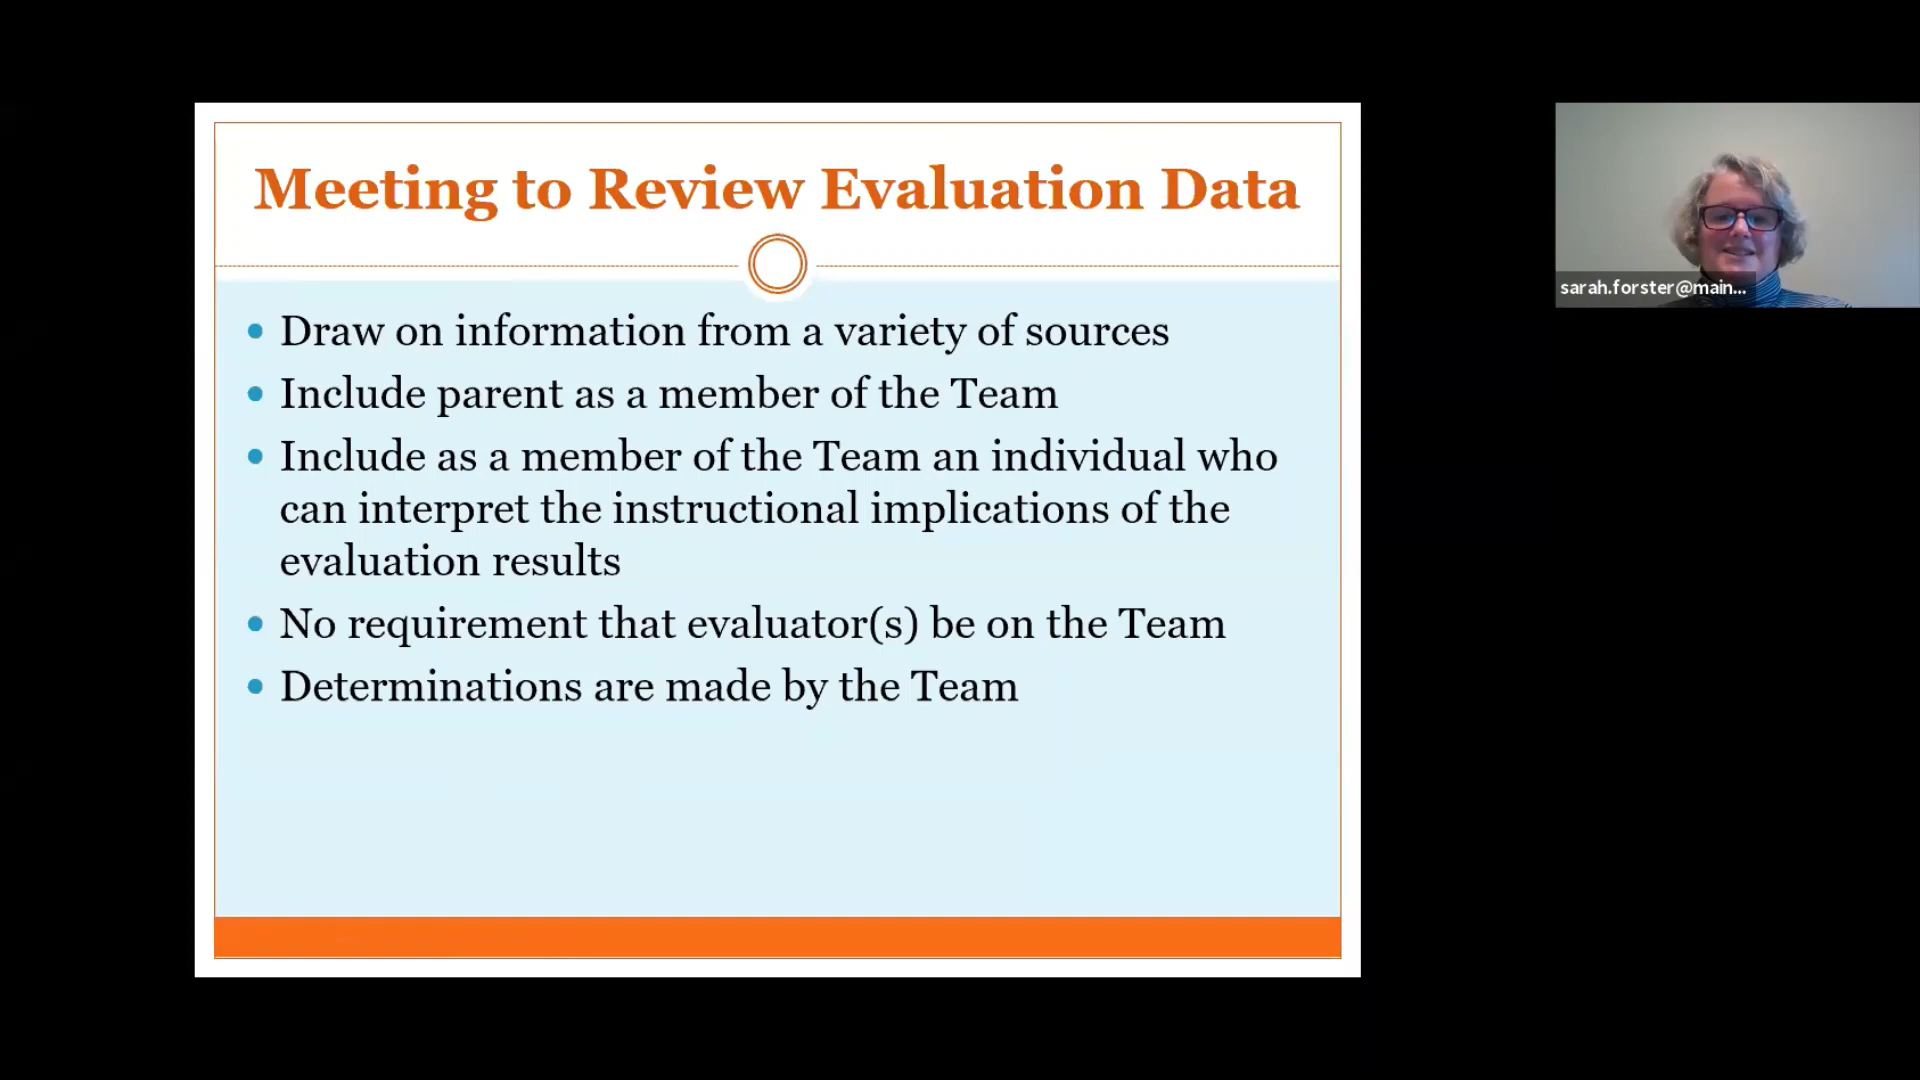 Meeting to Review Evaluation Data
• Draw on information from a variety of sources
• Include parent as a member of the Team
• Include as a member of the Team an individual who
can interpret the instructional implications of the
evaluation results
• No requirement that evaluator(s) be on the Team
• Determinations are made by the Team
sarah.forster@main...